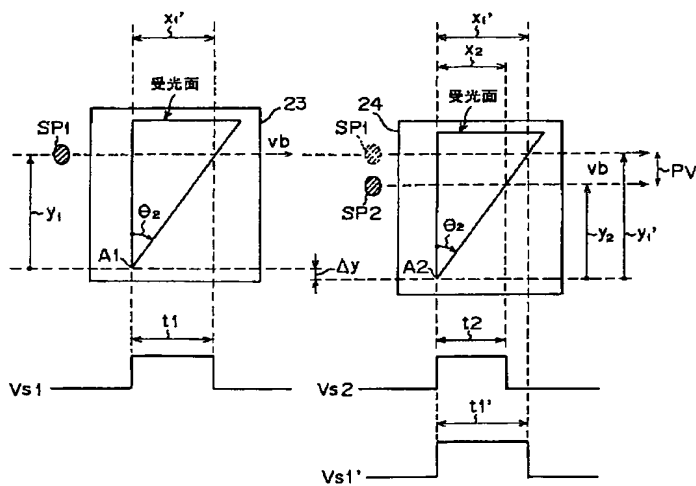 x₁'
x₁'
x₂
受光面
23
SP1
vb
y₁
θ₂
A1
Δy
t1
Vs1
受光面
24
SP1
SP2
vb
PV
θ₂
A2
y₂
y₁'
t2
Vs2
t1'
Vs1'